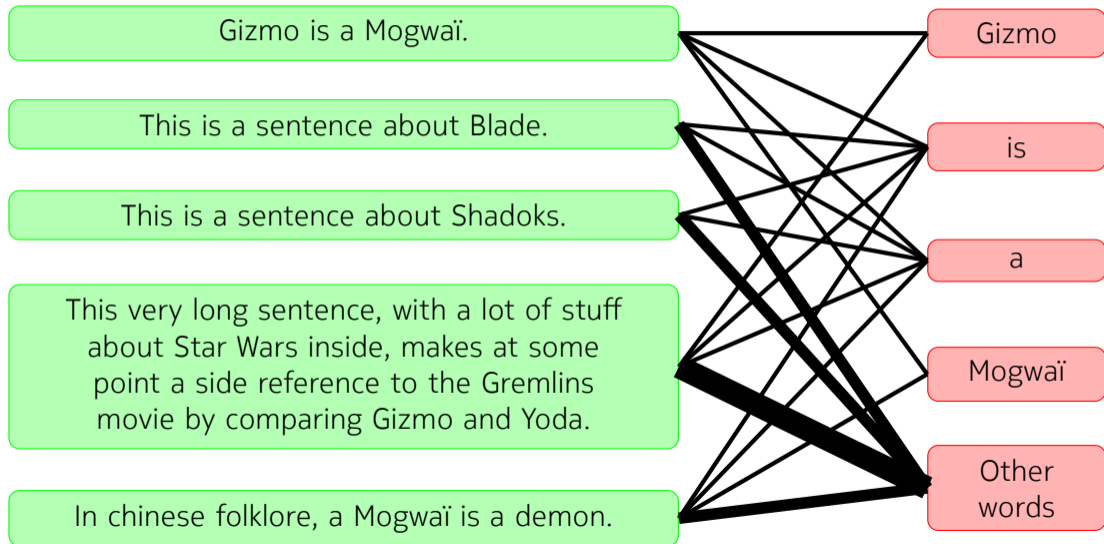 Gizmo is a Mogwaï.
This is a sentence about Blade.
This is a sentence about Shadoks.
This very long sentence, with a lot of stuff
about Star Wars inside, makes at some
point a side reference to the Gremlins
movie by comparing Gizmo and Yoda.
In chinese folklore, a Mogwaï is a demon.
Gizmo
is
a
Mogwaï
Other
words